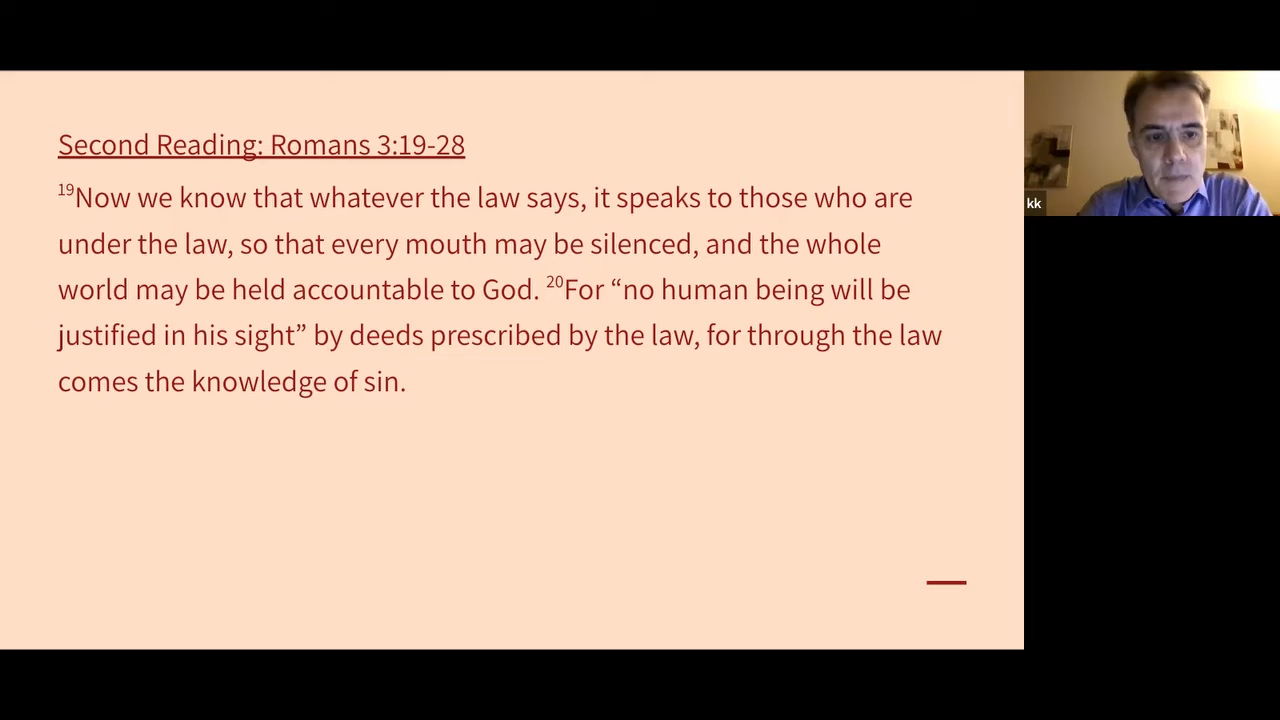 Second Reading: Romans 3:19-28
19Now we know that whatever the law says, it speaks to those who are
under the law, so that every mouth may be silenced, and the whole
world may be held accountable to God. 20For “no human being will be
justified in his sight” by deeds prescribed by the law, for through the law
comes the knowledge of sin.
kk